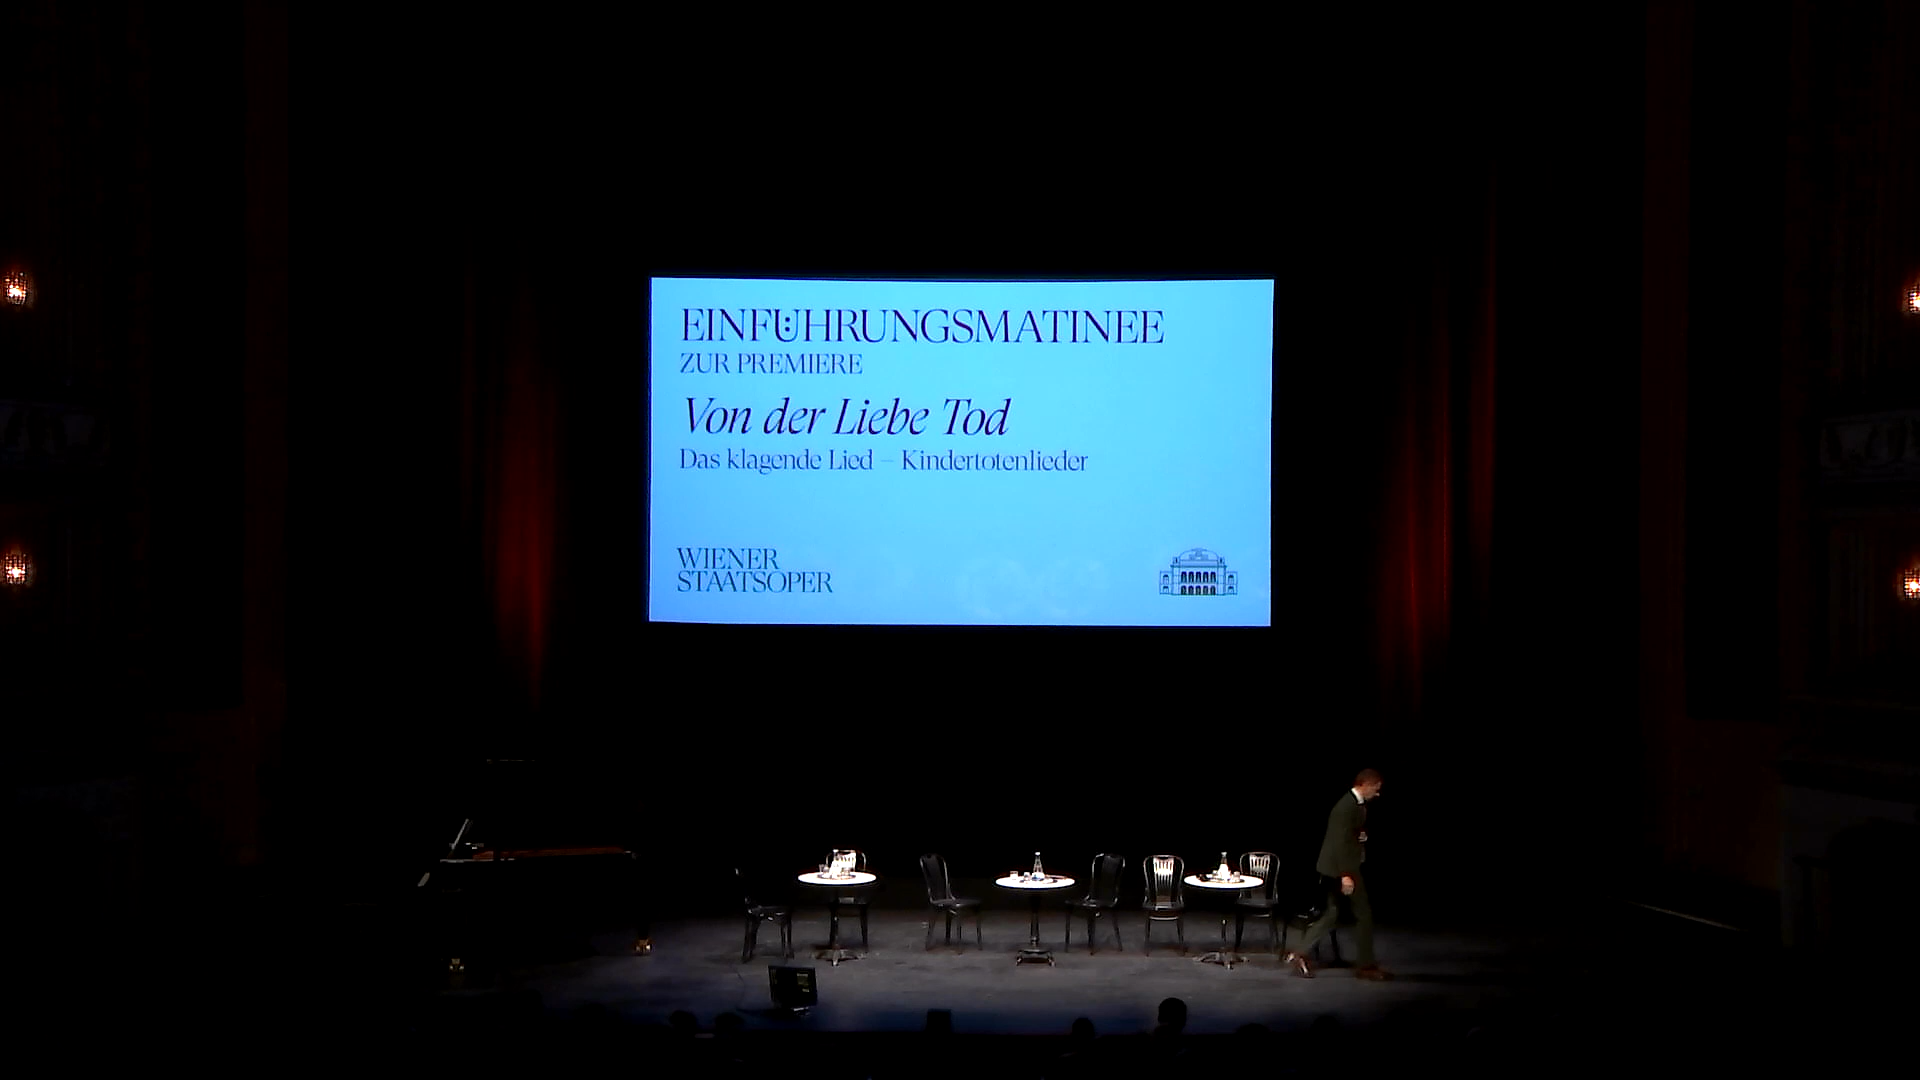 EINFÜHRUNGSMATINEE
ZUR PREMIERE
Von der Liebe Tod
Das klagende Lied – Kindertotenlieder
WIENER
STAATSOPER